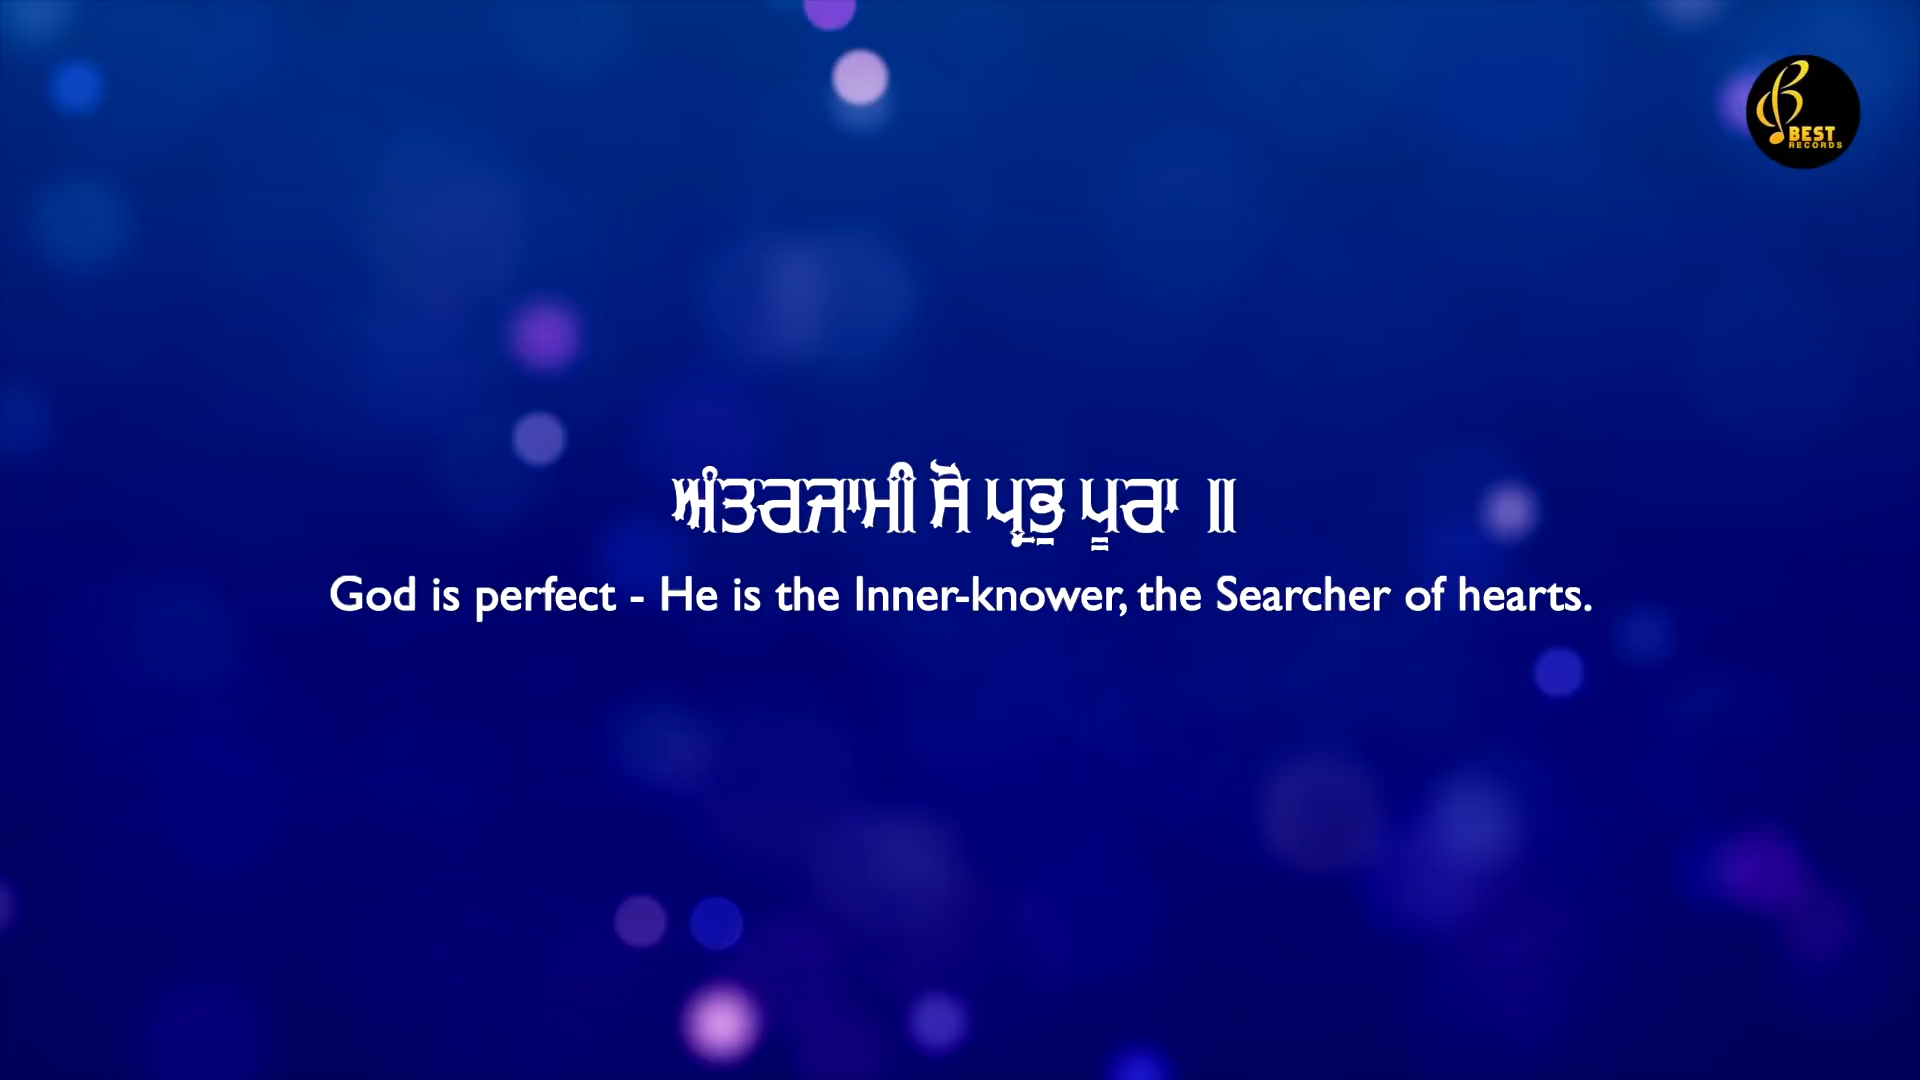 BEST
RECORDS
ਅੰਤਰਜਾਮੀ ਸੋ ਪ੍ਰਭੁ ਪੂਰਾ ॥
God is perfect - He is the Inner-knower, the Searcher of hearts.